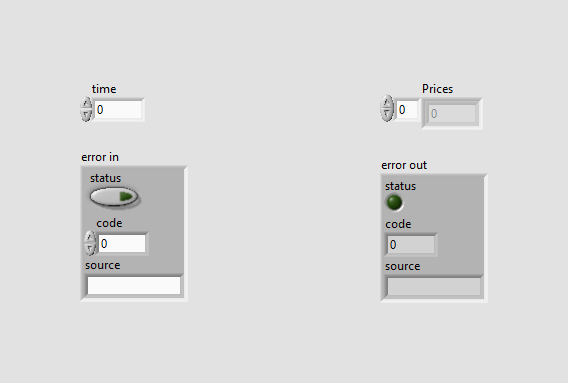 time
0
Prices
0
0
error in
status
code
0
source
error out
status
code
0
source